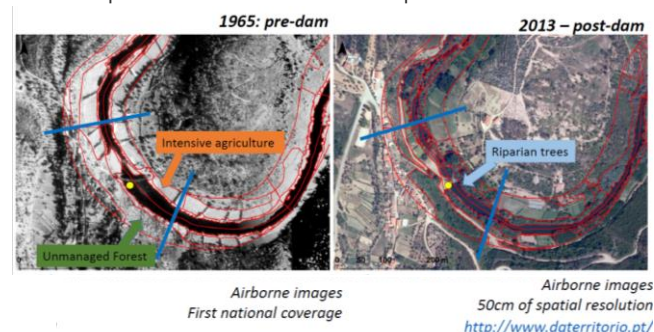 1965: pre-dam
2013 – post-dam
Intensive agriculture
Unmanaged Forest
Riparian trees
Airborne images
First national coverage
Airborne images
50cm of spatial resolution
http://www.dgterritorio.pt/